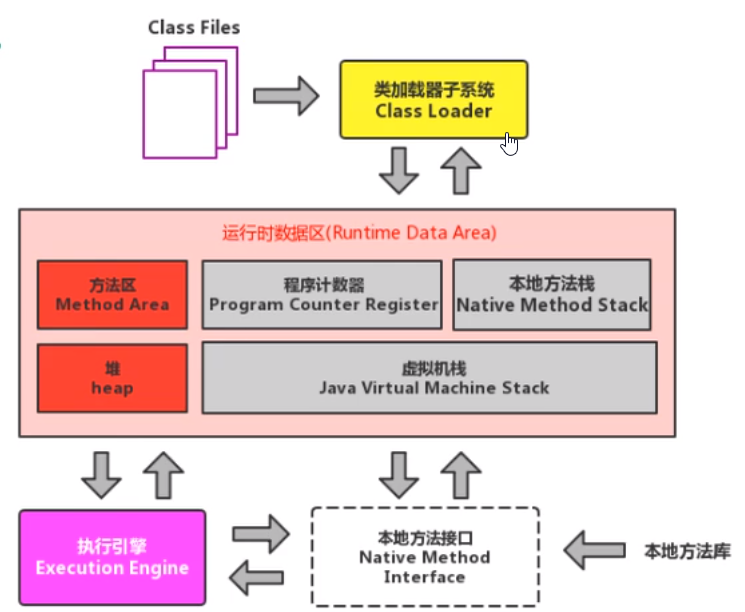 Class Files
类加载器子系统
Class Loader
运行时数据区(Runtime Data Area)
方法区
Method Area
程序计数器
Program Counter Register
本地方法栈
Native Method Stack
堆
heap
虚拟机栈
Java Virtual Machine Stack
执行引擎
Execution Engine
本地方法接口
Native Method
Interface
本地方法库